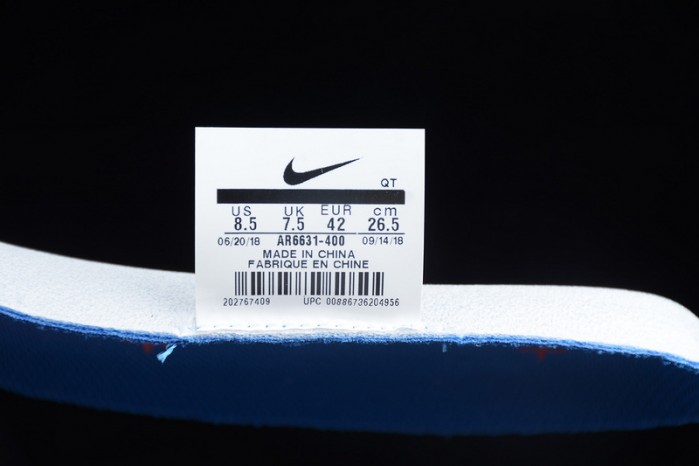 QT
US UK EUR cm
8.5 7.5 42 26.5
06/20/18 AR6631-400 09/14/18
MADE IN CHINA
FABRIQUE EN CHINE
202767409 UPC 00886736204956